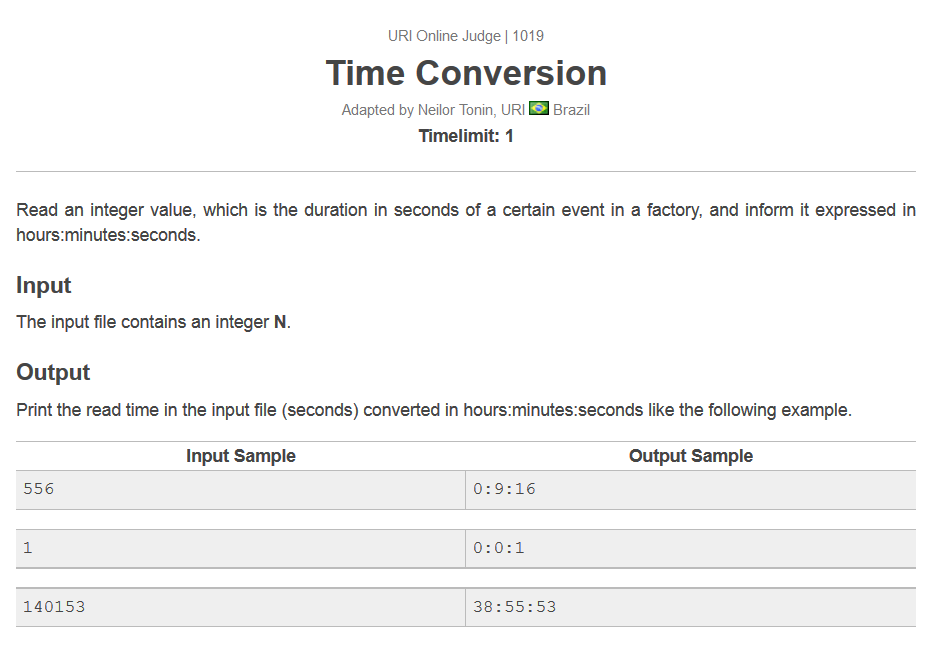 URI Online Judge | 1019
Time Conversion
Adapted by Neilor Tonin, URI Brazil
Timelimit: 1
Read an integer value, which is the duration in seconds of a certain event in a factory, and inform it expressed in
hours:minutes:seconds.
Input
The input file contains an integer N.
Output
Print the read time in the input file (seconds) converted in hours:minutes:seconds like the following example.
Input Sample Output Sample
556 0:9:16
1 0:0:1
140153 38:55:53